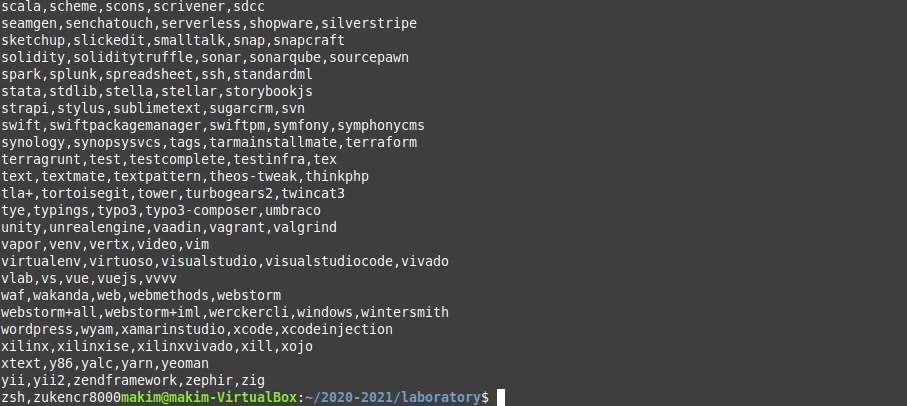 scala,scheme,scons,scrivener,sdcc
seamgen,senchatouch,serverless,shopware,silverstripe
sketchup,slickedit,smalltalk,snap,snapcraft
solidity,soliditytruffle,sonar,sonarqube,sourcepawn
spark,splunk,spreadsheet,ssh,standardml
stata,stdlib,stella,stellar,storybookjs
strapi,stylus,sublimetext,sugarcrm,svn
swift,swiftpackagemanager,swiftpm,symfony,symphonycms
synology,synopsysvcs,tags,tarmainstallmate,terraform
terragrunt,test,testcomplete,testinfra,tex
text,textmate,textpattern,theos-tweak,thinkphp
tla+,tortoisegit,tower,turbogears2,twincat3
tye,typings,typo3,typo3-composer,umbraco
unity,unrealengine,vaadin,vagrant,valgrind
vapor,venv,vertx,video,vim
virtualenv,virtuoso,visualstudio,visualstudiocode,vivado
vlab,vs,vue,vuejs,vvvv
waf,wakanda,web,webmethods,webstorm
webstorm+all,webstorm+iml,werckercli,windows,wintersmith
wordpress,wyam,xamarinstudio,xcode,xcodeinjection
xilinx,xilinxise,xilinxvivado,xill,xojo
xtext,y86,yalc,yarn,yeoman
yii,yii2,zendframework,zephir,zig
zsh,zukencr8000makim@makim-VirtualBox:~/2020-2021/laboratory$